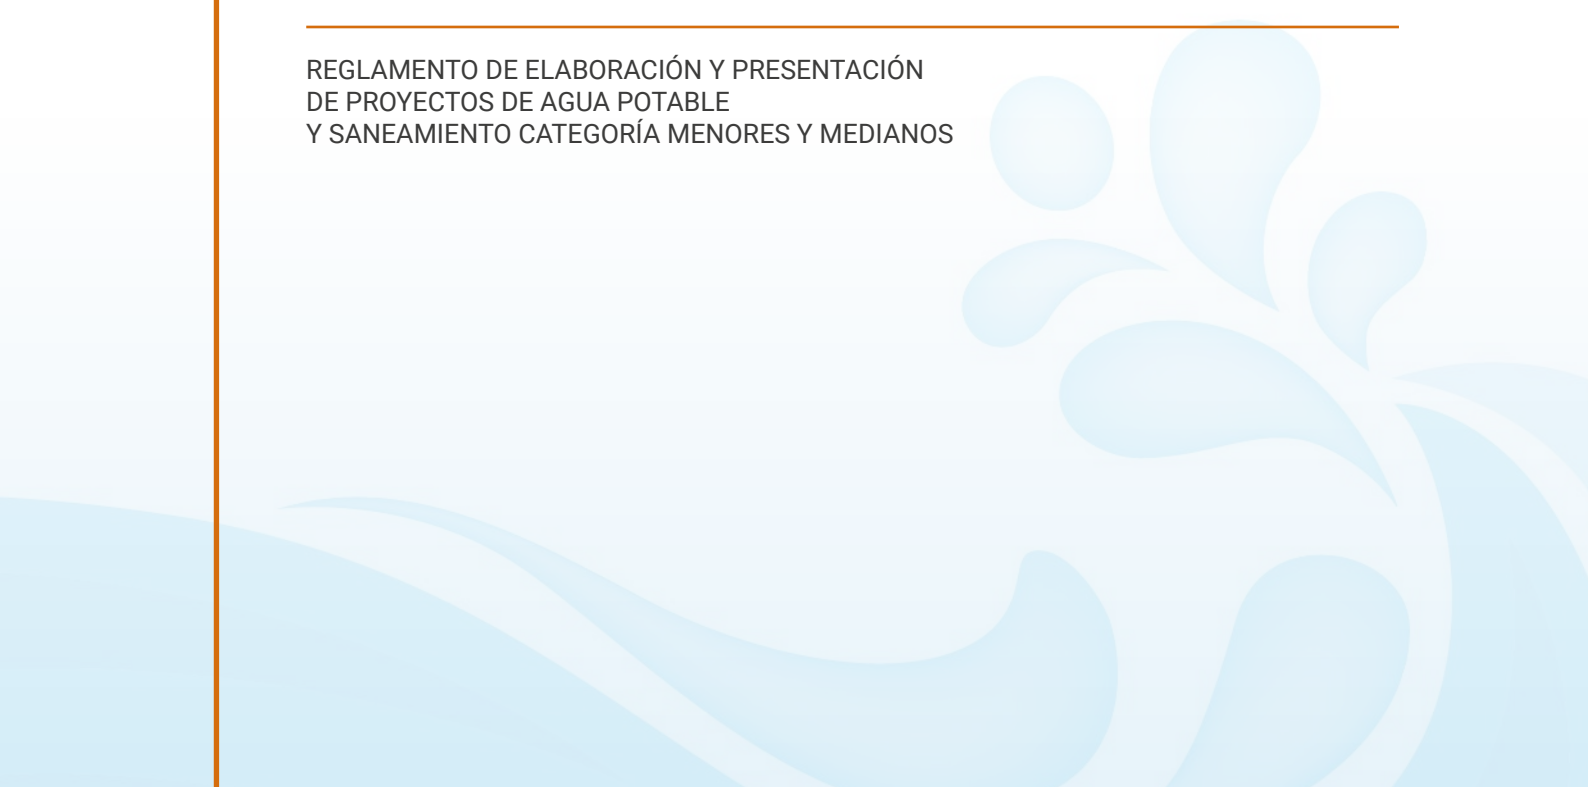 REGLAMENTO DE ELABORACIÓN Y PRESENTACIÓN
DE PROYECTOS DE AGUA POTABLE
Y SANEAMIENTO CATEGORÍA MENORES Y MEDIANOS